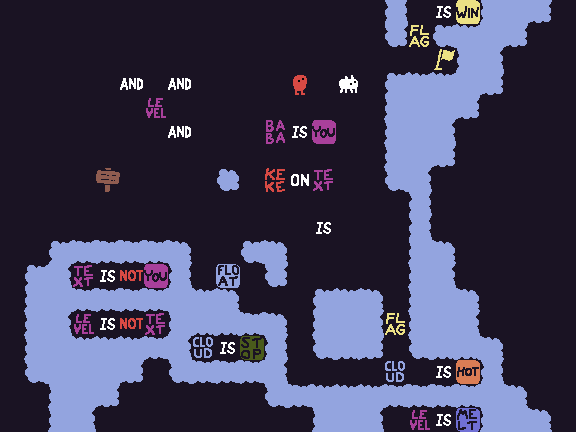 IS WIN
FLAG
AND AND
LEVEL
AND BABA IS YOU
KEKE ON TEXT
IS
TEXT IS NOT YOU FLOAT
LEVEL IS NOT TEXT FLAG
CLOUD IS STOP
CLOUD IS HOT
LEVEL IS MELT